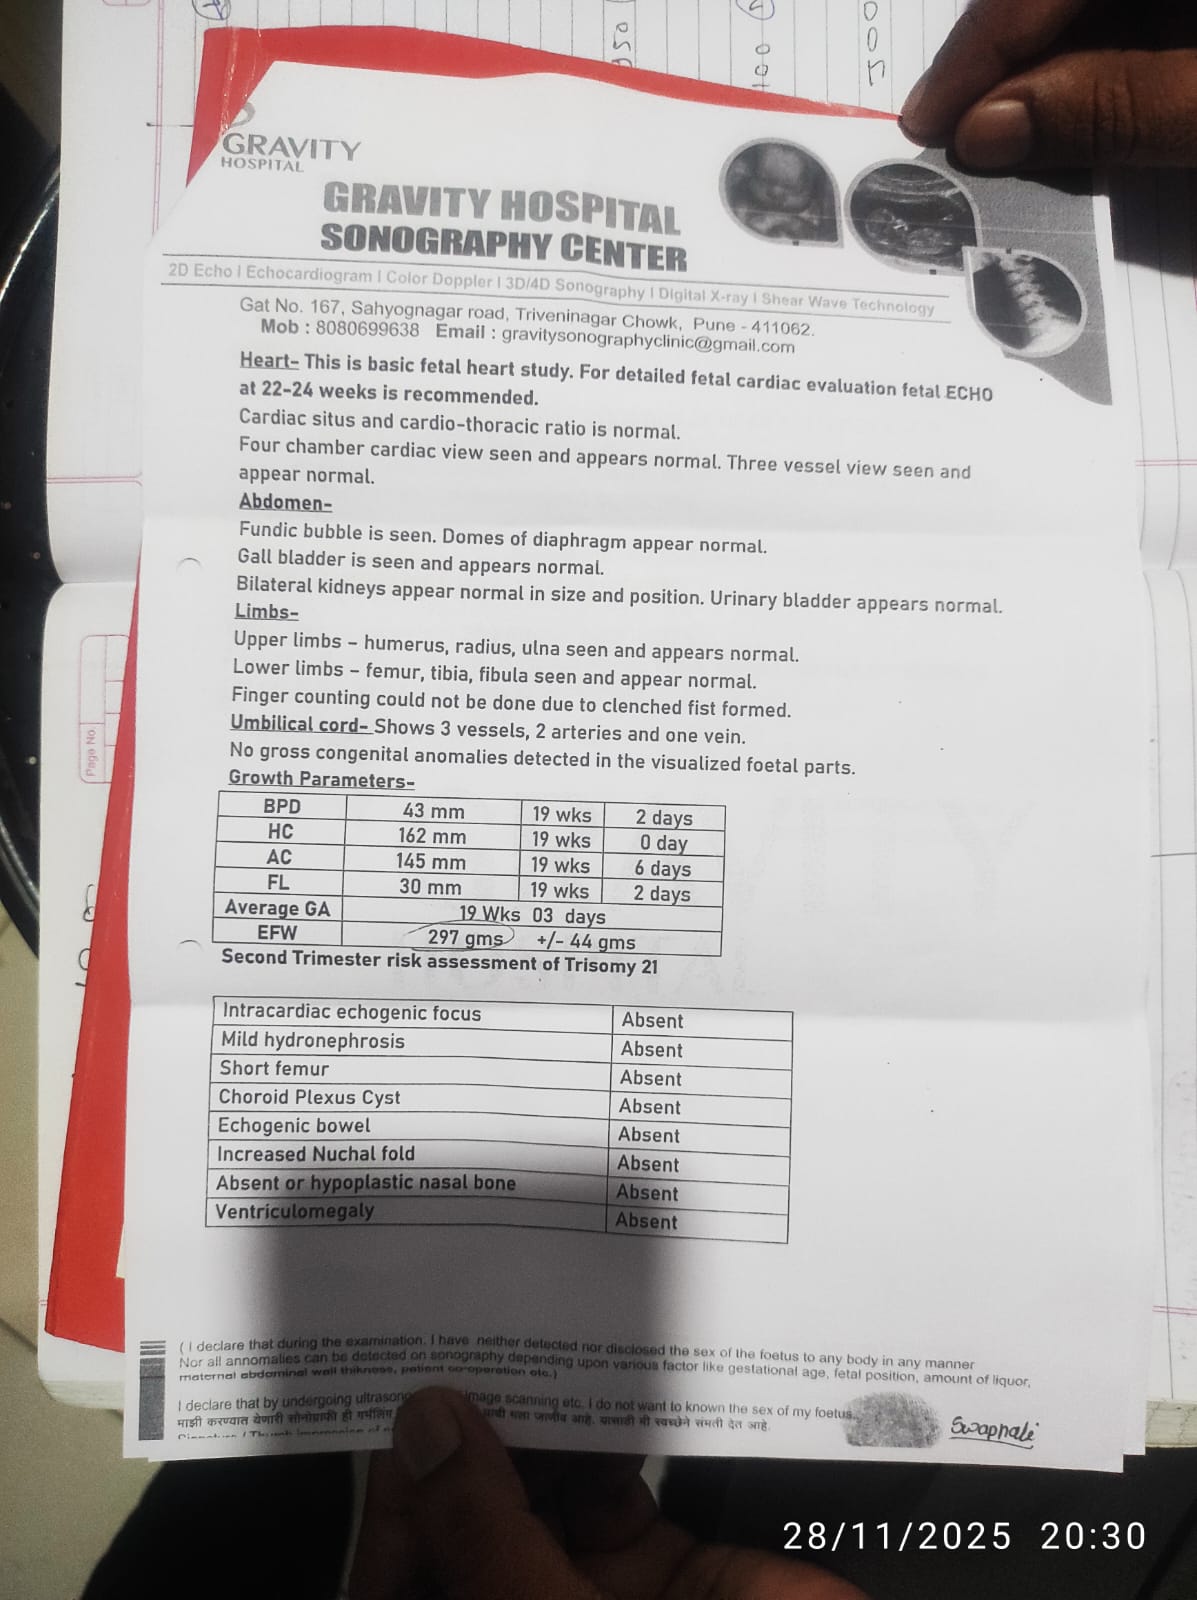 950
100
500
GRAVITY
HOSPITAL
GRAVITY HOSPITAL
SONOGRAPHY CENTER
2D Echo I Echocardiogram I Color Doppler I 3D/4D Sonography I Digital X-ray I Shear Wave Technology
Gat No. 167, Sahyognagar road, Triveninagar Chowk, Pune - 411062.
Mob : 8080699638 Email : gravitysonographyclinic@gmail.com
Heart- This is basic fetal heart study. For detailed fetal cardiac evaluation fetal ECHO
at 22-24 weeks is recommended.
Cardiac situs and cardio-thoracic ratio is normal.
Four chamber cardiac view seen and appears normal. Three vessel view seen and
appear normal.
Abdomen-
Fundic bubble is seen. Domes of diaphragm appear normal.
Gall bladder is seen and appears normal.
Bilateral kidneys appear normal in size and position. Urinary bladder appears normal.
Limbs-
Upper limbs – humerus, radius, ulna seen and appears normal.
Lower limbs – femur, tibia, fibula seen and appear normal.
Finger counting could not be done due to clenched fist formed.
Umbilical cord- Shows 3 vessels, 2 arteries and one vein.
No gross congenital anomalies detected in the visualized foetal parts.
Growth Parameters-
BPD 43 mm 19 wks 2 days
HC 162 mm 19 wks 0 day
AC 145 mm 19 wks 6 days
FL 30 mm 19 wks 2 days
Average GA 19 Wks 03 days
EFW 297 gms +/- 44 gms
Second Trimester risk assessment of Trisomy 21
Intracardiac echogenic focus Absent
Mild hydronephrosis Absent
Short femur Absent
Choroid Plexus Cyst Absent
Echogenic bowel Absent
Increased Nuchal fold Absent
Absent or hypoplastic nasal bone Absent
Ventriculomegaly Absent
( I declare that during the examination. I have neither detected nor disclosed the sex of the foetus to any body in any manner
Nor all annomalies can be detected on sonography depending upon various factor like gestational age, fetal position, amount of liquor,
maternal abdominal wall thikness, patient co-operation etc.)
I declare that by undergoing ultrasono mage scanning etc. I do not want to known the sex of my foetus.
माझी करण्यात येणारी सोनोग्राफी ही गर्भलिंग याची मला जाणीव आहे. यासाठी मी स्वच्छेने संमती देत आहे.
Swapnali
Page No.
28/11/2025 20:30